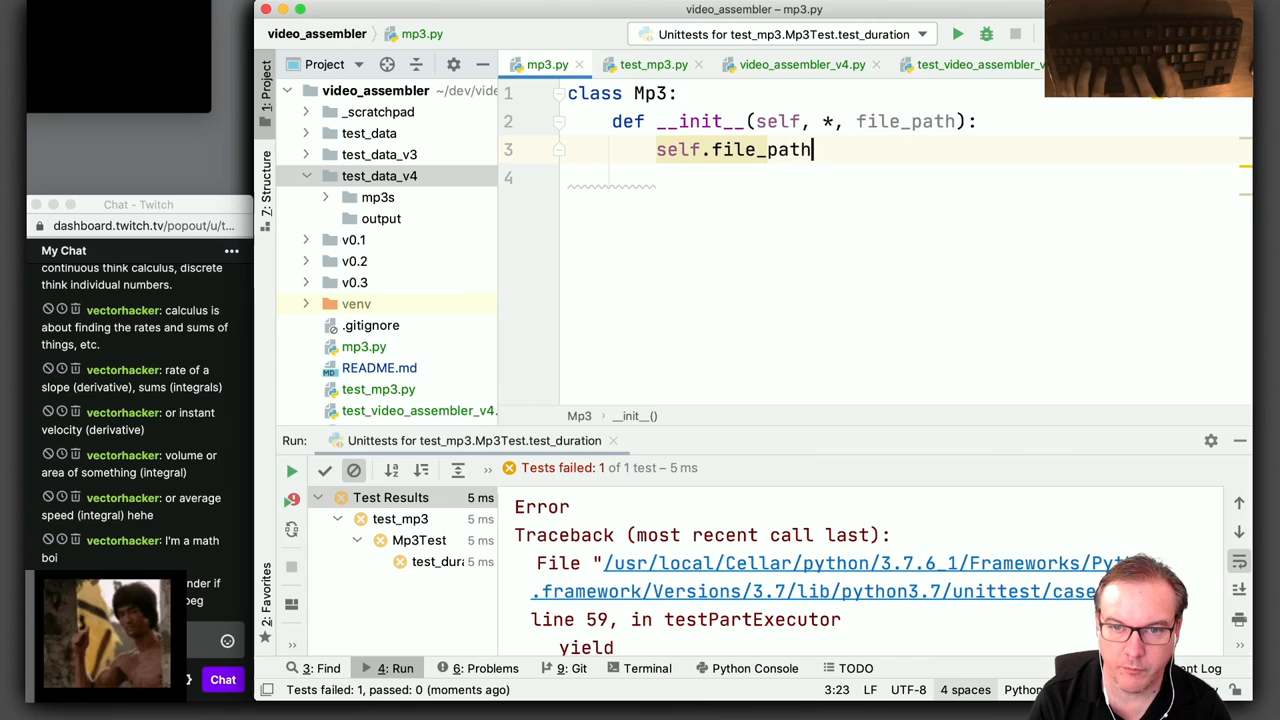 video_assembler – mp3.py
video_assembler
mp3.py
Unittests for test_mp3.Mp3Test.test_duration
1: Project
7: Structure
2: Favorites
Project
mp3.py
test_mp3.py
video_assembler_v4.py
test_video_assembler_v
video_assembler ~/dev/vide
_scratchpad
test_data
test_data_v3
test_data_v4
mp3s
output
v0.1
v0.2
v0.3
venv
.gitignore
mp3.py
README.md
test_mp3.py
test_video_assembler_v4.
1 class Mp3:
2 def __init__(self, *, file_path):
3 self.file_path
4
Mp3 › __init__()
Chat - Twitch
dashboard.twitch.tv/popout/u/t...
My Chat
continuous think calculus, discrete
think individual numbers.
vectorhacker: calculus is
about finding the rates and sums of
things, etc.
vectorhacker: rate of a
slope (derivative), sums (integrals)
vectorhacker: or instant
velocity (derivative)
vectorhacker: volume or
area of something (integral)
vectorhacker: or average
speed (integral) hehe
vectorhacker: I'm a math
boi
nder if
peg
Chat
Run:
Unittests for test_mp3.Mp3Test.test_duration
Tests failed: 1 of 1 test – 5 ms
Test Results 5 ms
test_mp3 5 ms
Mp3Test 5 ms
test_dura 5 ms
Error
Traceback (most recent call last):
File "/usr/local/Cellar/python/3.7.6_1/Frameworks/Pyt
.framework/Versions/3.7/lib/python3.7/unittest/case
line 59, in testPartExecutor
yield
3: Find
4: Run
6: Problems
9: Git
Terminal
Python Console
TODO
nt Log
Tests failed: 1, passed: 0 (moments ago)
3:23
LF
UTF-8
4 spaces
Python